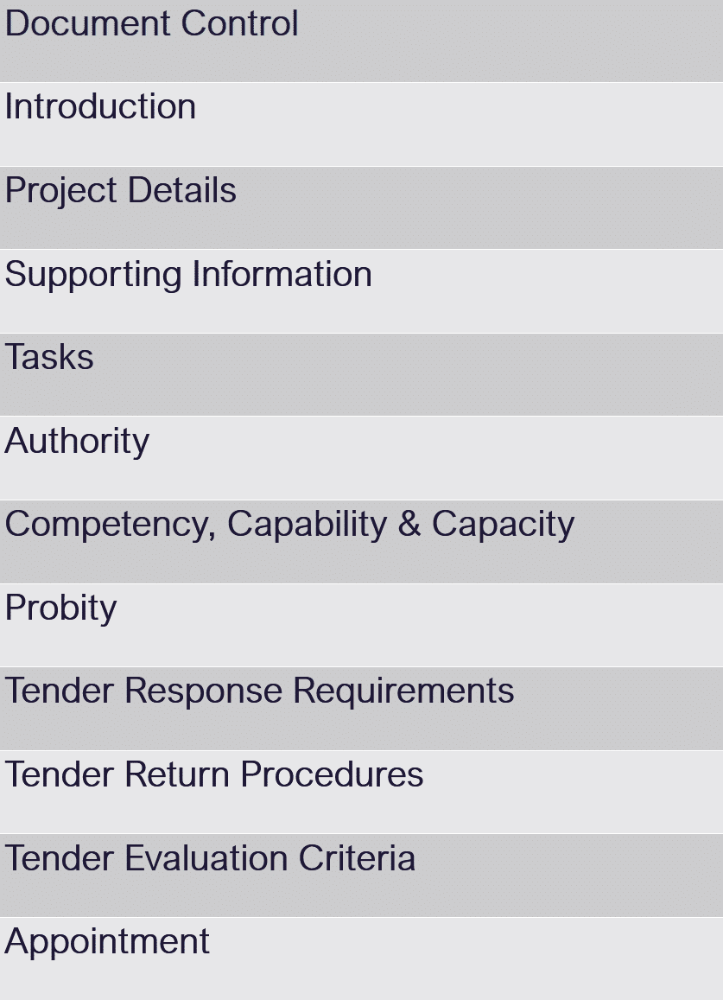 Document Control
Introduction
Project Details
Supporting Information
Tasks
Authority
Competency, Capability & Capacity
Probity
Tender Response Requirements
Tender Return Procedures
Tender Evaluation Criteria
Appointment